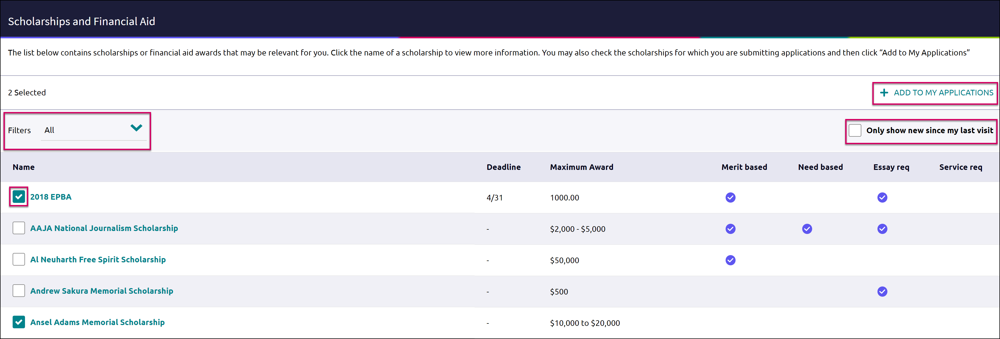 Scholarships and Financial Aid
The list below contains scholarships or financial aid awards that may be relevant for you. Click the name of a scholarship to view more information. You may also check the scholarships for which you are submitting applications and then click “Add to My Applications”
2 Selected
ADD TO MY APPLICATIONS
Filters All
Only show new since my last visit
Name Deadline Maximum Award Merit based Need based Essay req Service req
2018 EPBA 4/31 1000.00
AAJA National Journalism Scholarship - $2,000 - $5,000
Al Neuharth Free Spirit Scholarship - $50,000
Andrew Sakura Memorial Scholarship - $500
Ansel Adams Memorial Scholarship - $10,000 to $20,000